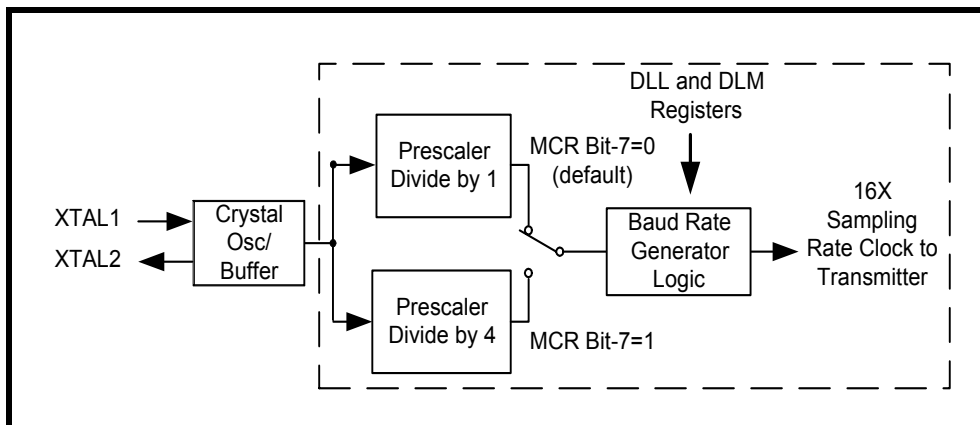 DLL and DLM
Registers
Prescaler
Divide by 1
MCR Bit-7=0
(default)
XTAL1
XTAL2
Crystal
Osc/
Buffer
Baud Rate
Generator
Logic
16X
Sampling
Rate Clock to
Transmitter
Prescaler
Divide by 4
MCR Bit-7=1